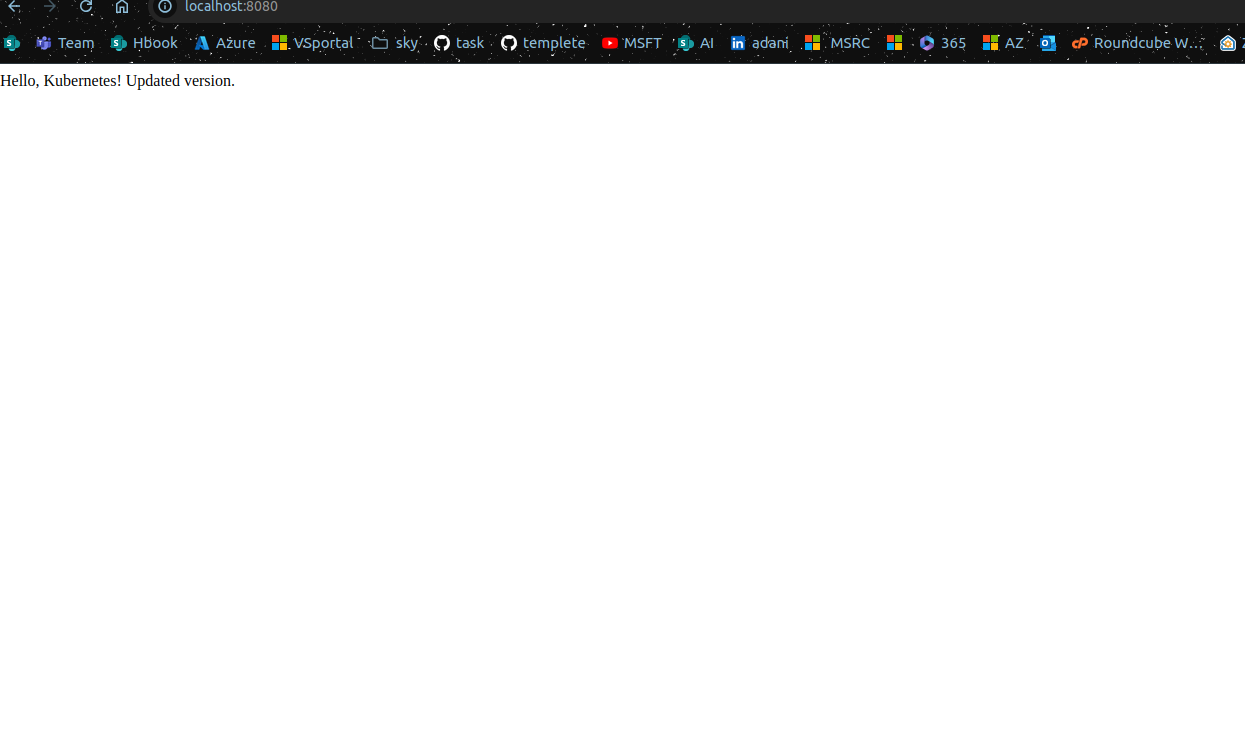 localhost:8080
Team Hbook Azure VSportal sky task templete MSFT AI adani MSRC 365 AZ Roundcube W...
Hello, Kubernetes! Updated version.